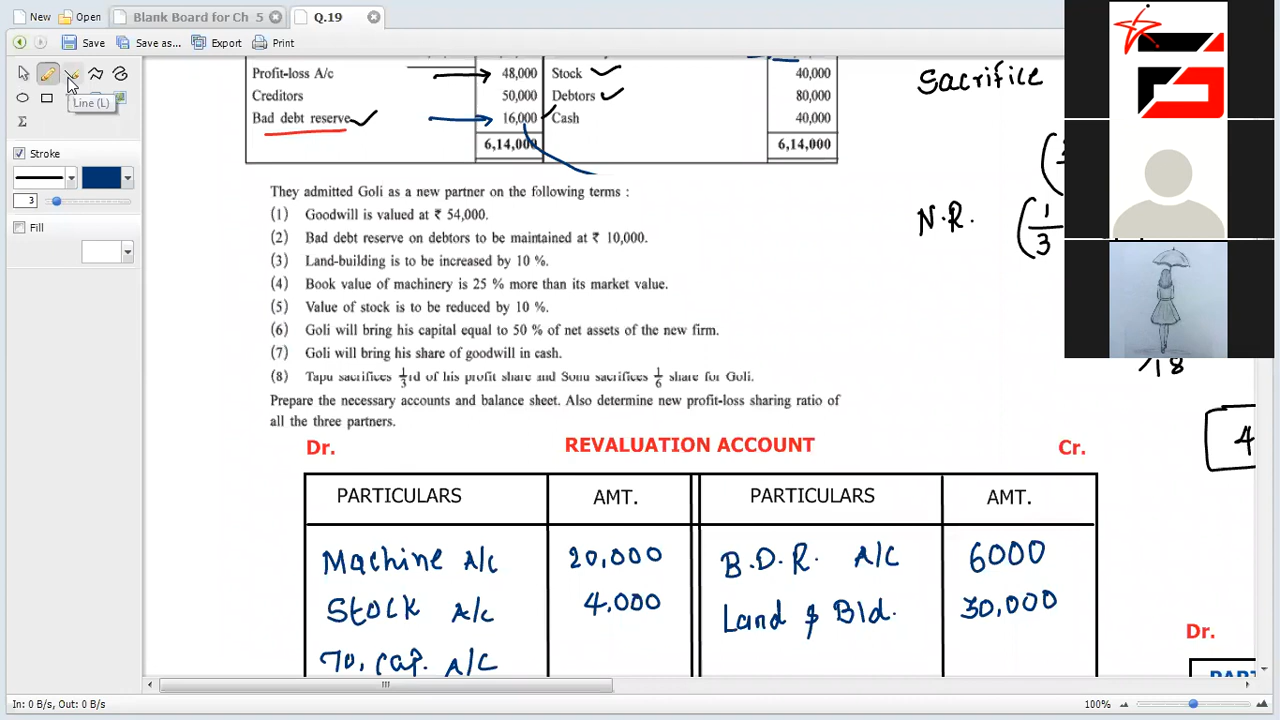 New Open Blank Board for Ch 5 Q.19
Save Save as... Export Print
Line (L)
Stroke
3
Fill
Profit-loss A/c 48,000 Stock 40,000
Creditors 50,000 Debtors 80,000
Bad debt reserve 16,000 Cash 40,000
6,14,000 6,14,000
They admitted Goli as a new partner on the following terms :
(1) Goodwill is valued at ₹ 54,000.
(2) Bad debt reserve on debtors to be maintained at ₹ 10,000.
(3) Land-building is to be increased by 10 %.
(4) Book value of machinery is 25 % more than its market value.
(5) Value of stock is to be reduced by 10 %.
(6) Goli will bring his capital equal to 50 % of net assets of the new firm.
(7) Goli will bring his share of goodwill in cash.
(8) Tapu sacrifices 1/3rd of his profit share and Sonu sacrifices 1/6 share for Goli.
Prepare the necessary accounts and balance sheet. Also determine new profit-loss sharing ratio of
all the three partners.
Sacrifice
N.R. (1/3
18
4
Dr. REVALUATION ACCOUNT Cr.
PARTICULARS AMT. PARTICULARS AMT.
Machine A/c 20,000 B.D.R. A/C 6000
Stock A/c 4,000 Land & Bld. 30,000
To, cap. A/C
Dr.
In: 0 B/s, Out: 0 B/s 100%